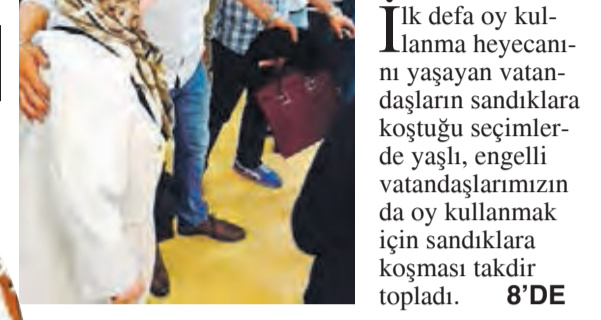 İlk defa oy kul-
lanma heyecanı-
nı yaşayan vatan-
daşların sandıklara
koştuğu seçimler-
de yaşlı, engelli
vatandaşlarımızın
da oy kullanmak
için sandıklara
koşması takdir
topladı. 8’DE